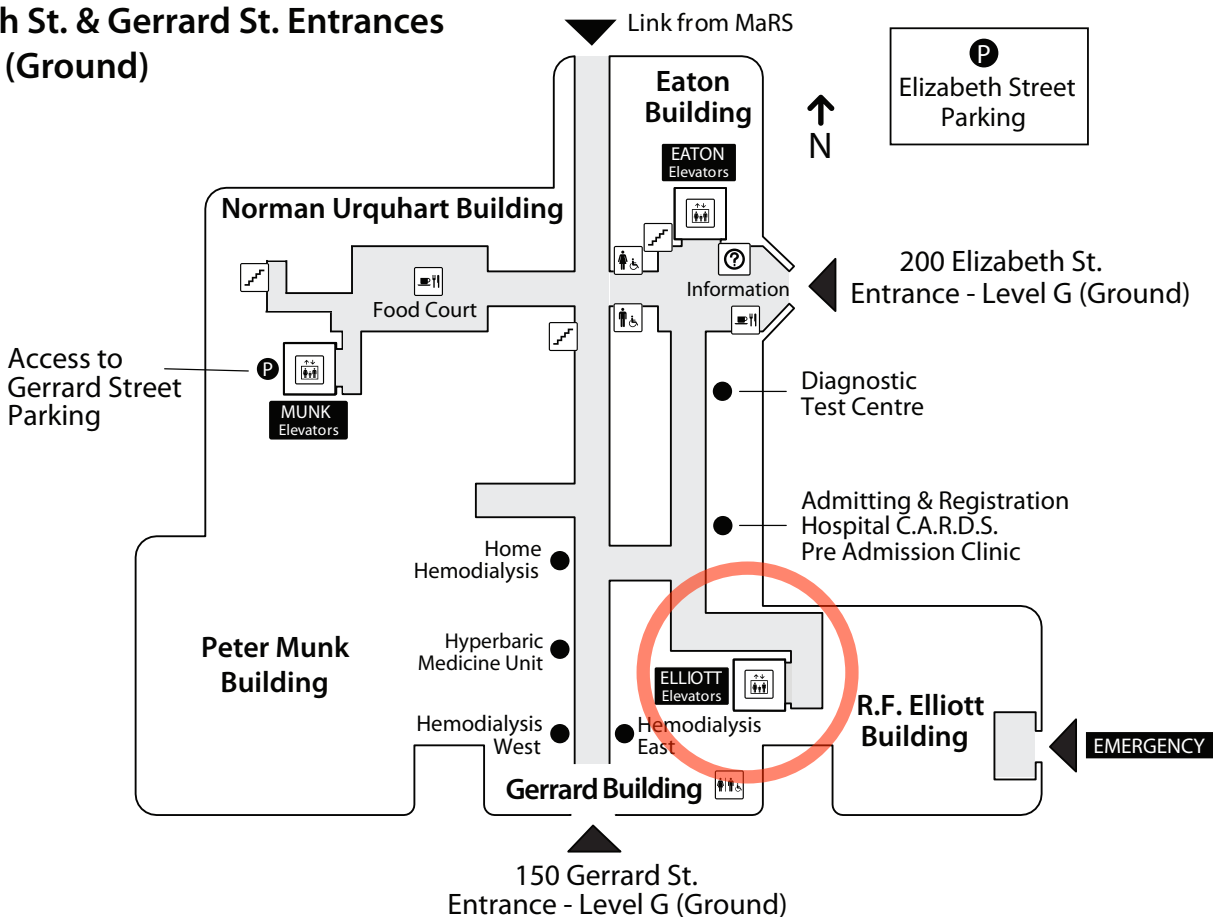 h St. & Gerrard St. Entrances
(Ground)
Link from MaRS
P
Elizabeth Street
Parking
Eaton
Building
N
EATON
Elevators
Norman Urquhart Building
?
Information
200 Elizabeth St.
Entrance - Level G (Ground)
Food Court
Access to
Gerrard Street
Parking
P
MUNK
Elevators
Diagnostic
Test Centre
Admitting & Registration
Hospital C.A.R.D.S.
Pre Admission Clinic
Home
Hemodialysis
Peter Munk
Building
Hyperbaric
Medicine Unit
ELLIOTT
Elevators
R.F. Elliott
Building
Hemodialysis
West
Hemodialysis
East
EMERGENCY
Gerrard Building
150 Gerrard St.
Entrance - Level G (Ground)